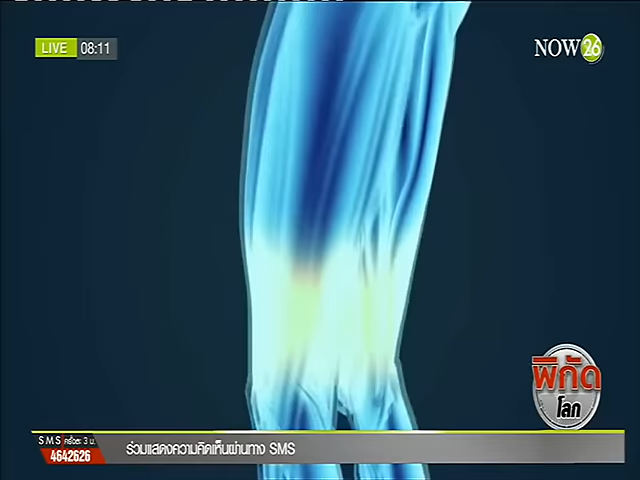 LIVE 08:11
NOW26
พิกัด
โลก
SMS ครั้งละ 3 บ.
4642626
ร่วมแสดงความคิดเห็นผ่านทาง SMS